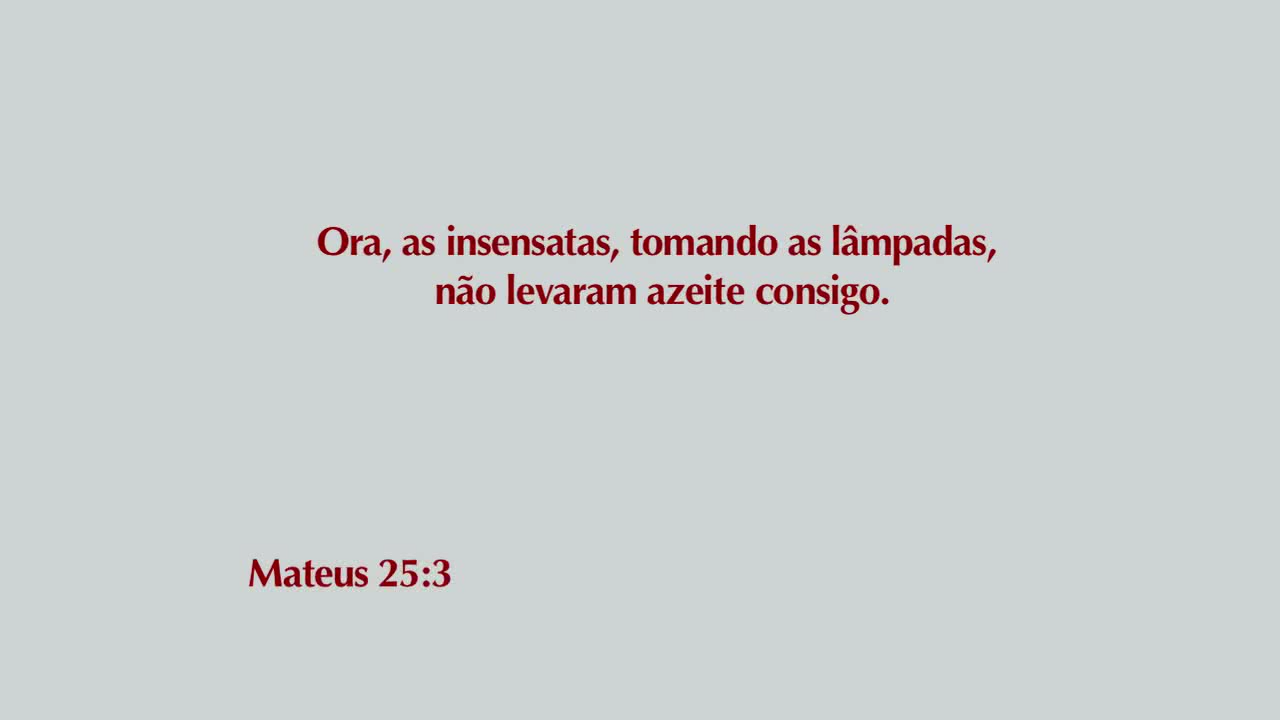 Ora, as insensatas, tomando as lâmpadas,
não levaram azeite consigo.
Mateus 25:3